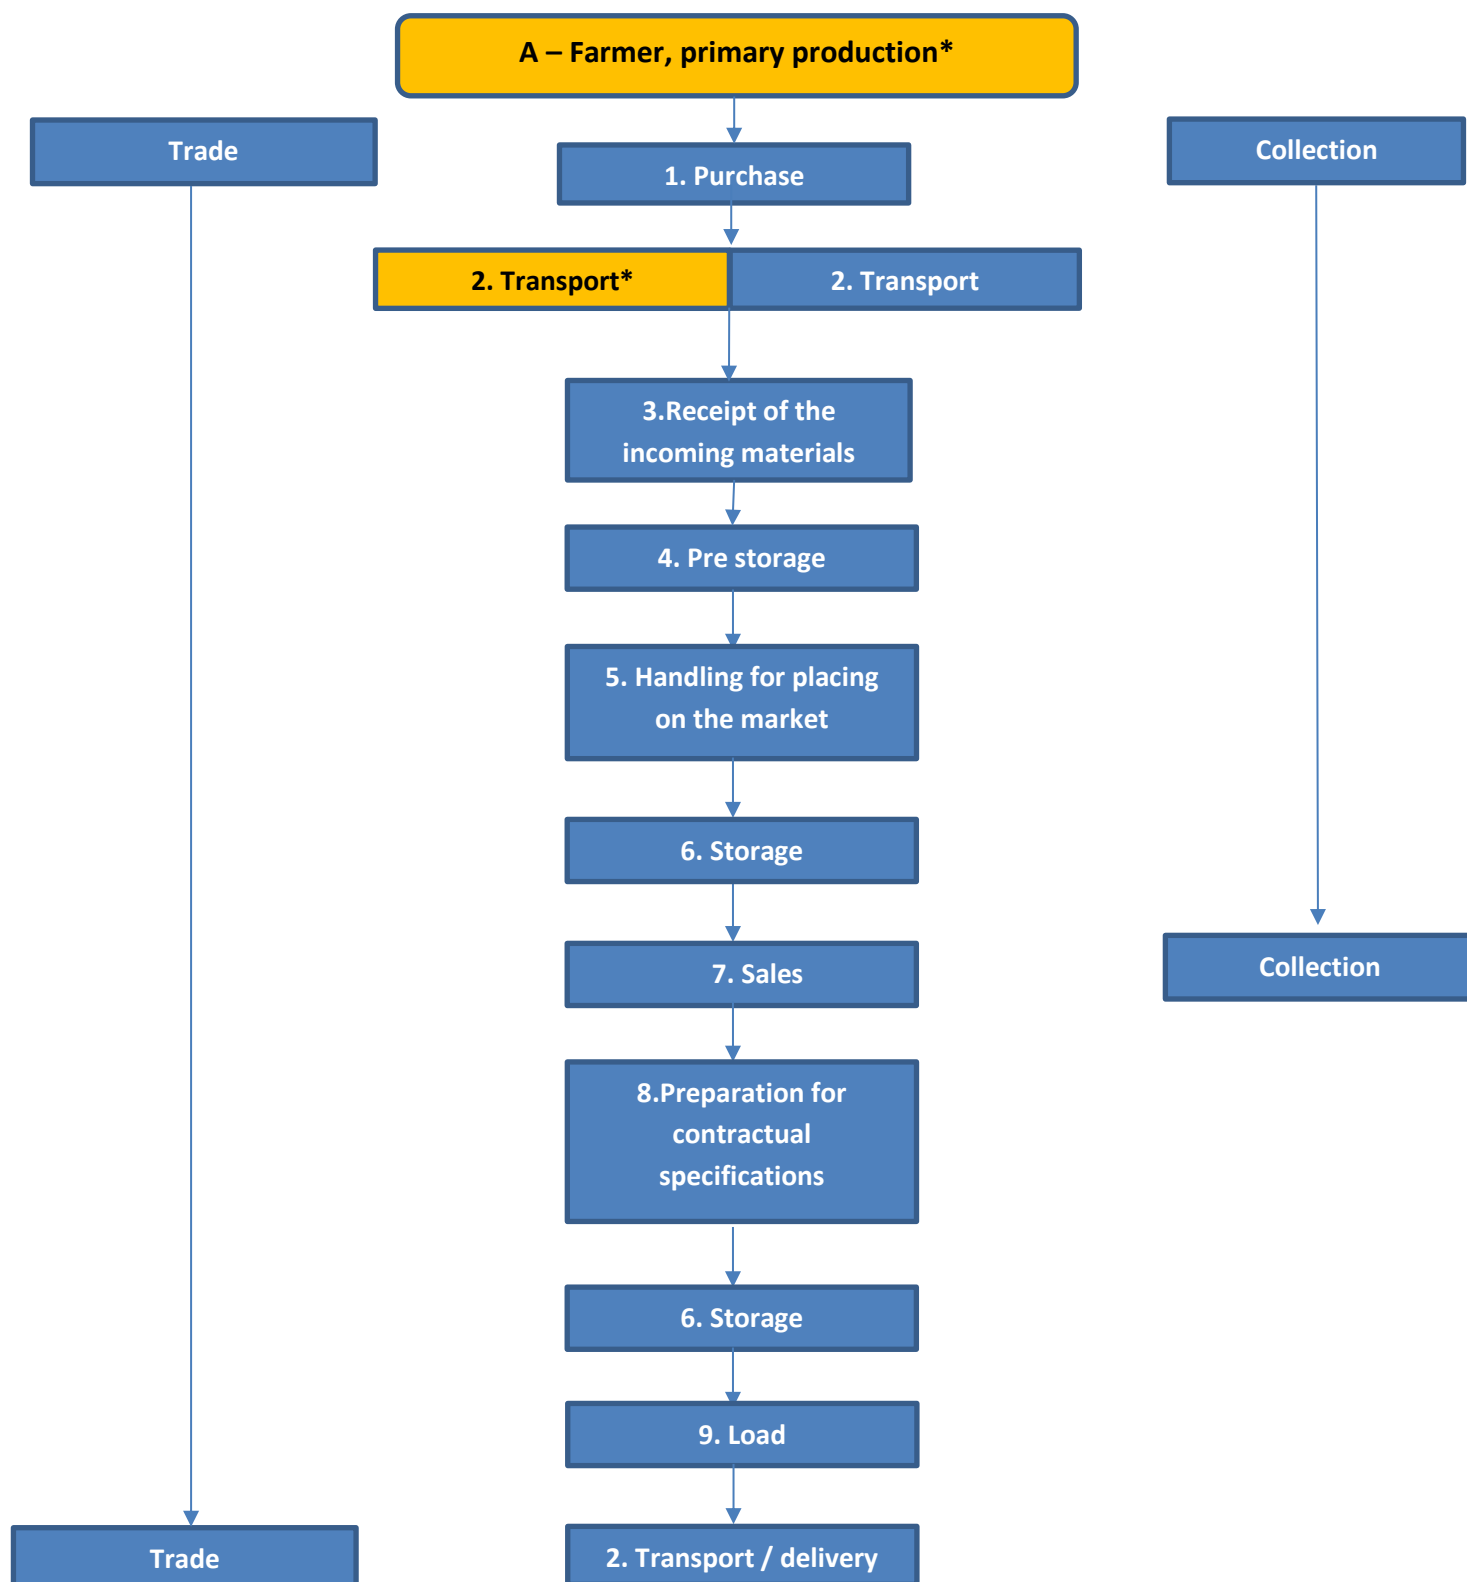 A – Farmer, primary production*
Trade
Collection
1. Purchase
2. Transport*
2. Transport
3.Receipt of the
incoming materials
4. Pre storage
5. Handling for placing
on the market
6. Storage
7. Sales
Collection
8.Preparation for
contractual
specifications
6. Storage
9. Load
Trade
2. Transport / delivery